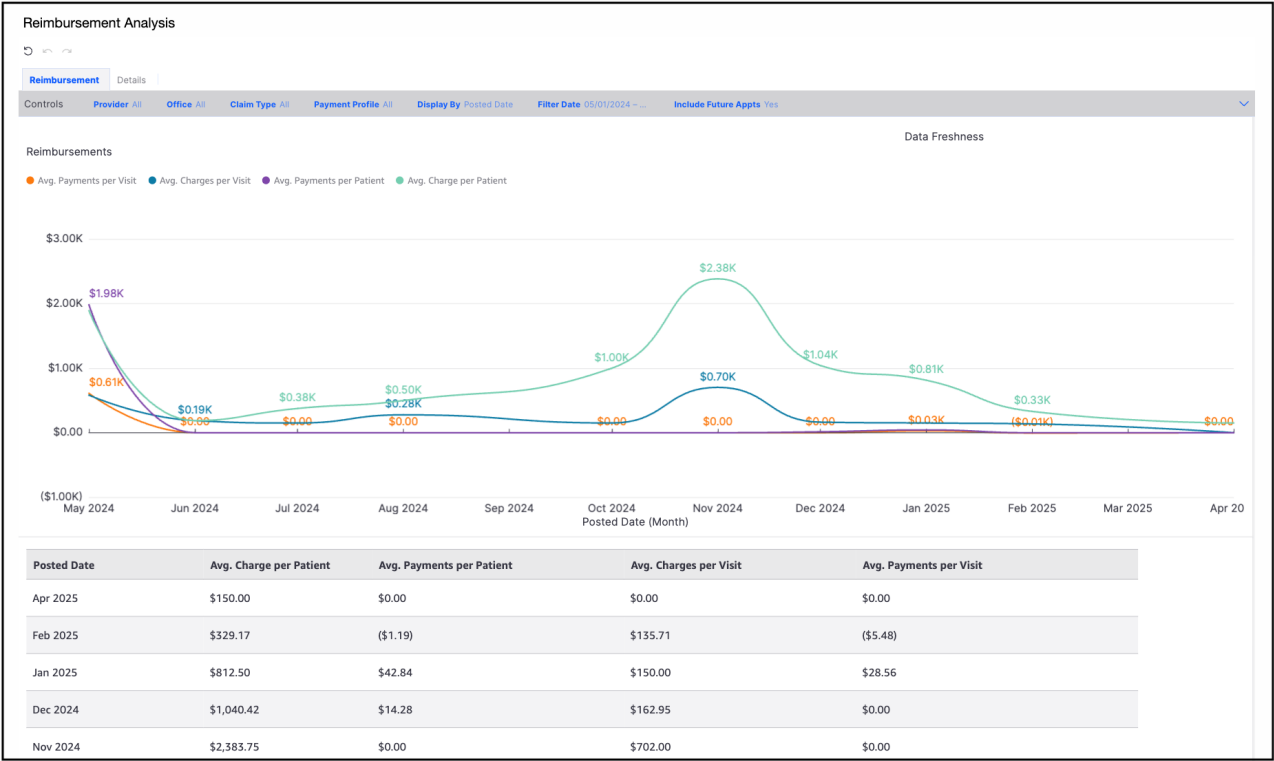 Reimbursement Analysis
Reimbursement Details
Controls Provider All Office All Claim Type All Payment Profile All Display By Posted Date Filter Date 05/01/2024 – ... Include Future Appts Yes
Data Freshness
Reimbursements
Avg. Payments per Visit Avg. Charges per Visit Avg. Payments per Patient Avg. Charge per Patient
$3.00K
$2.38K
$1.98K
$2.00K
$1.00K $1.04K
$1.00K $0.81K
$0.61K $0.70K
$0.38K $0.50K $0.33K
$0.19K $0.28K
$0.00 $0.00 $0.00 $0.00 $0.00 $0.00 $0.03K ($0.01K) $0.00
$0.00
($1.00K)
May 2024 Jun 2024 Jul 2024 Aug 2024 Sep 2024 Oct 2024 Nov 2024 Dec 2024 Jan 2025 Feb 2025 Mar 2025 Apr 20
Posted Date (Month)
Posted Date Avg. Charge per Patient Avg. Payments per Patient Avg. Charges per Visit Avg. Payments per Visit
Apr 2025 $150.00 $0.00 $0.00 $0.00
Feb 2025 $329.17 ($1.19) $135.71 ($5.48)
Jan 2025 $812.50 $42.84 $150.00 $28.56
Dec 2024 $1,040.42 $14.28 $162.95 $0.00
Nov 2024 $2,383.75 $0.00 $702.00 $0.00